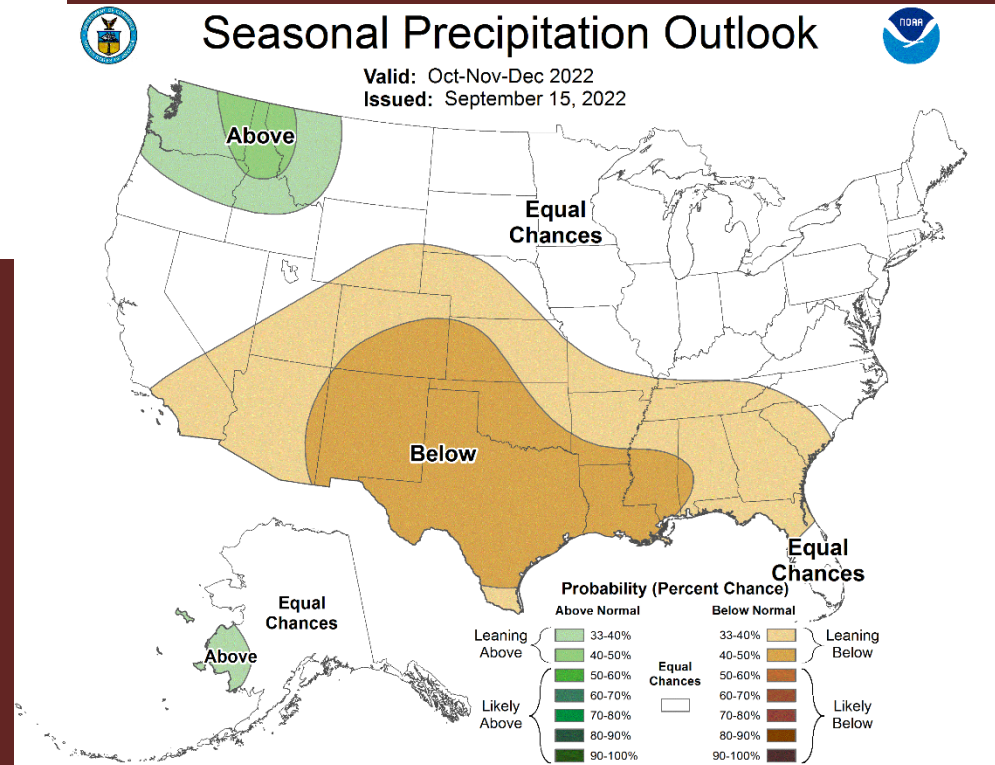 Seasonal Precipitation Outlook
NOAA
Valid: Oct-Nov-Dec 2022
Issued: September 15, 2022
Above
Equal
Chances
Below
Equal
Chances
Equal
Chances
Above
Probability (Percent Chance)
Above Normal
Below Normal
Leaning
Above
33-40%
40-50%
Likely
Above
50-60%
60-70%
70-80%
80-90%
90-100%
Equal
Chances
33-40%
40-50%
Leaning
Below
50-60%
60-70%
70-80%
80-90%
90-100%
Likely
Below